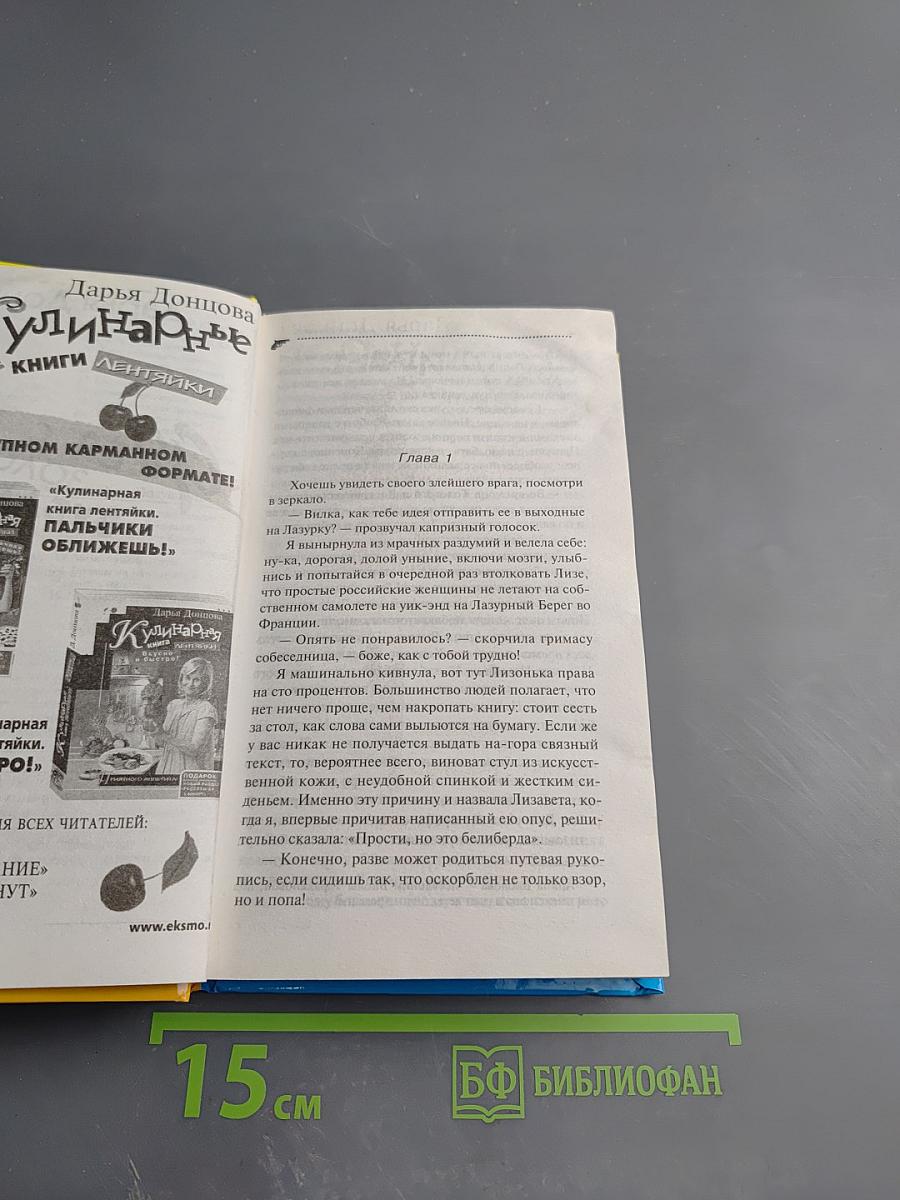 Дарья Донцова
Кулинарные
КНИГИ ЛЕНТЯЙКИ
КАРМАННОМ
ФОРМАТЕ!
«Кулинарная
книга лентяйки.
ПАЛЬЧИКИ
ОБЛИЖЕШЬ!»
Дарья Донцова
Кулинарная
КНИГА ЛЕНТЯЙКИ
Вкусно
и быстро!
ПОДАРОК
ВСЕХ ЧИТАТЕЛЕЙ:
www.eksmo.
Глава 1
Хочешь увидеть своего злейшего врага, посмотри
в зеркало.
— Вилка, как тебе идея отправить ее в выходные
на Лазурку? — прозвучал капризный голосок.
Я вынырнула из мрачных раздумий и велела себе:
ну-ка, дорогая, долой уныние, включи мозги, улыб-
нись и попытайся в очередной раз втолковать Лизе,
что простые российские женщины не летают на соб-
ственном самолете на уик-энд на Лазурный Берег во
Франции.
— Опять не понравилось? — скорчила гримасу
собеседница, — боже, как с тобой трудно!
Я машинально кивнула, вот тут Лизонька права
на сто процентов. Большинство людей полагает, что
нет ничего проще, чем накропать книгу: стоит сесть
за стол, как слова сами выльются на бумагу. Если же
у вас никак не получается выдать на-гора связный
текст, то, вероятнее всего, виноват стул из искусст-
венной кожи, с неудобной спинкой и жестким си-
деньем. Именно эту причину и назвала Лизавета, ко-
гда я, впервые причитав написанный ею опус, реши-
тельно сказала: «Прости, но это белиберда».
— Конечно, разве может родиться путевая руко-
пись, если сидишь так, что оскорблен не только взор,
но и попа!
15 см
БФ БИБЛИОФАН